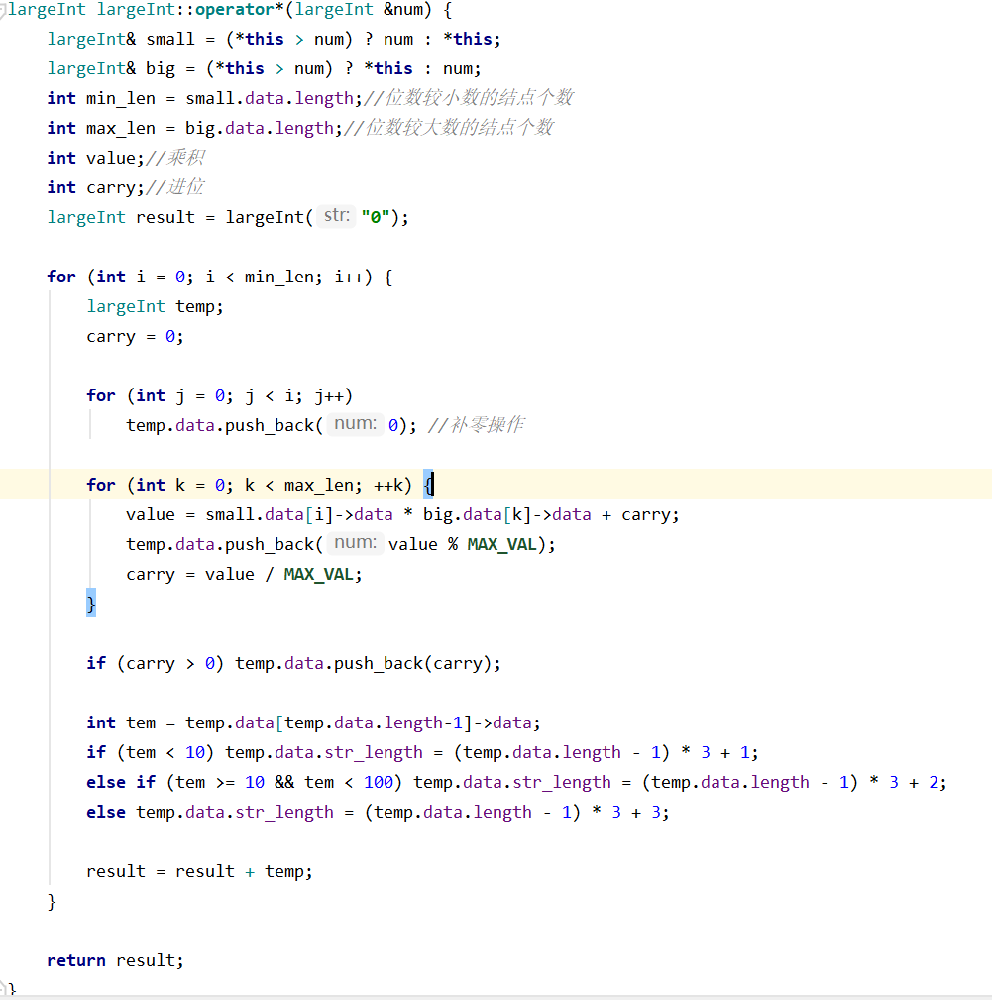 largeInt largeInt::operator*(largeInt &num) {
    largeInt& small = (*this > num) ? num : *this;
    largeInt& big = (*this > num) ? *this : num;
    int min_len = small.data.length;//位数较小数的结点个数
    int max_len = big.data.length;//位数较大数的结点个数
    int value;//乘积
    int carry;//进位
    largeInt result = largeInt( str: "0");

    for (int i = 0; i < min_len; i++) {
        largeInt temp;
        carry = 0;

        for (int j = 0; j < i; j++)
            temp.data.push_back( num: 0); //补零操作

        for (int k = 0; k < max_len; ++k) {
            value = small.data[i]->data * big.data[k]->data + carry;
            temp.data.push_back( num: value % MAX_VAL);
            carry = value / MAX_VAL;
        }

        if (carry > 0) temp.data.push_back(carry);

        int tem = temp.data[temp.data.length-1]->data;
        if (tem < 10) temp.data.str_length = (temp.data.length - 1) * 3 + 1;
        else if (tem >= 10 && tem < 100) temp.data.str_length = (temp.data.length - 1) * 3 + 2;
        else temp.data.str_length = (temp.data.length - 1) * 3 + 3;

        result = result + temp;
    }

    return result;
}